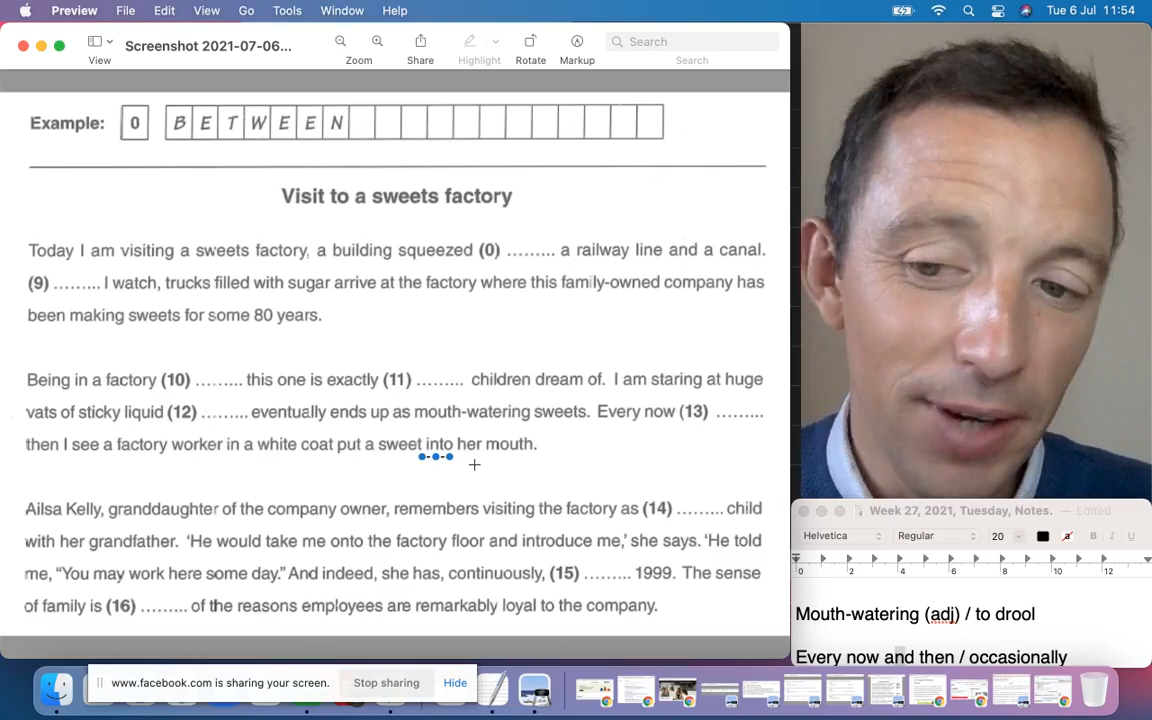 Preview File Edit View Go Tools Window Help Tue 6 Jul 11:54
Screenshot 2021-07-06...
Search
View Zoom Share Highlight Rotate Markup Search
Example: 0 BETWEEN
Visit to a sweets factory
Today I am visiting a sweets factory, a building squeezed (0) ......... a railway line and a canal.
(9) ........ I watch, trucks filled with sugar arrive at the factory where this family-owned company has
been making sweets for some 80 years.
Being in a factory (10) ......... this one is exactly (11) ......... children dream of. I am staring at huge
vats of sticky liquid (12) ......... eventually ends up as mouth-watering sweets. Every now (13) .........
then I see a factory worker in a white coat put a sweet into her mouth.
Ailsa Kelly, granddaughter of the company owner, remembers visiting the factory as (14) ......... child
with her grandfather. 'He would take me onto the factory floor and introduce me,' she says. 'He told
me, "You may work here some day." And indeed, she has, continuously, (15) ......... 1999. The sense
of family is (16) ......... of the reasons employees are remarkably loyal to the company.
Week 27, 2021, Tuesday, Notes. — Edited
Helvetica Regular 20 a B I U
0 2 4 6 8 10 12
Mouth-watering (adj) / to drool
Every now and then / occasionally
www.facebook.com is sharing your screen. Stop sharing Hide